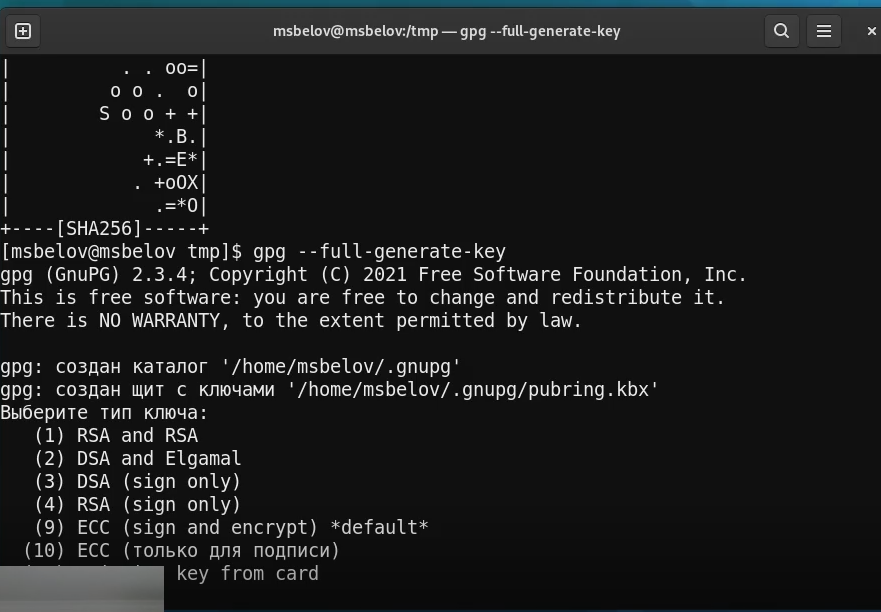 msbelov@msbelov:/tmp — gpg --full-generate-key
|          . . oo=|
|         o o .  o|
|        S o o + +|
|             *.B.|
|            +.=E*|
|           . +oOX|
|             .=*O|
+----[SHA256]-----+
[msbelov@msbelov tmp]$ gpg --full-generate-key
gpg (GnuPG) 2.3.4; Copyright (C) 2021 Free Software Foundation, Inc.
This is free software: you are free to change and redistribute it.
There is NO WARRANTY, to the extent permitted by law.
gpg: создан каталог '/home/msbelov/.gnupg'
gpg: создан щит с ключами '/home/msbelov/.gnupg/pubring.kbx'
Выберите тип ключа:
(1) RSA and RSA
(2) DSA and Elgamal
(3) DSA (sign only)
(4) RSA (sign only)
(9) ECC (sign and encrypt) *default*
(10) ECC (только для подписи)
key from card